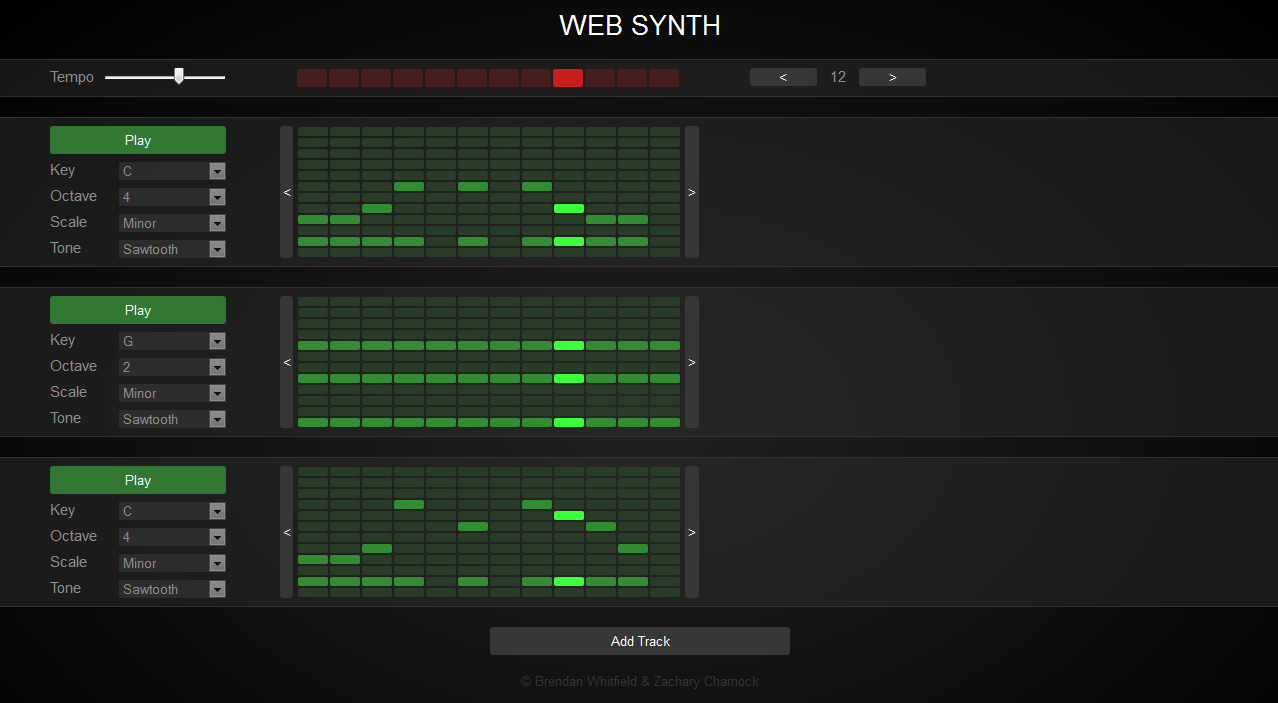 WEB SYNTH
Tempo < 12 >
Play
Key C
Octave 4
Scale Minor
Tone Sawtooth
< >
Play
Key G
Octave 2
Scale Minor
Tone Sawtooth
< >
Play
Key C
Octave 4
Scale Minor
Tone Sawtooth
< >
Add Track
© Brendan Whitfield & Zachary Charnock